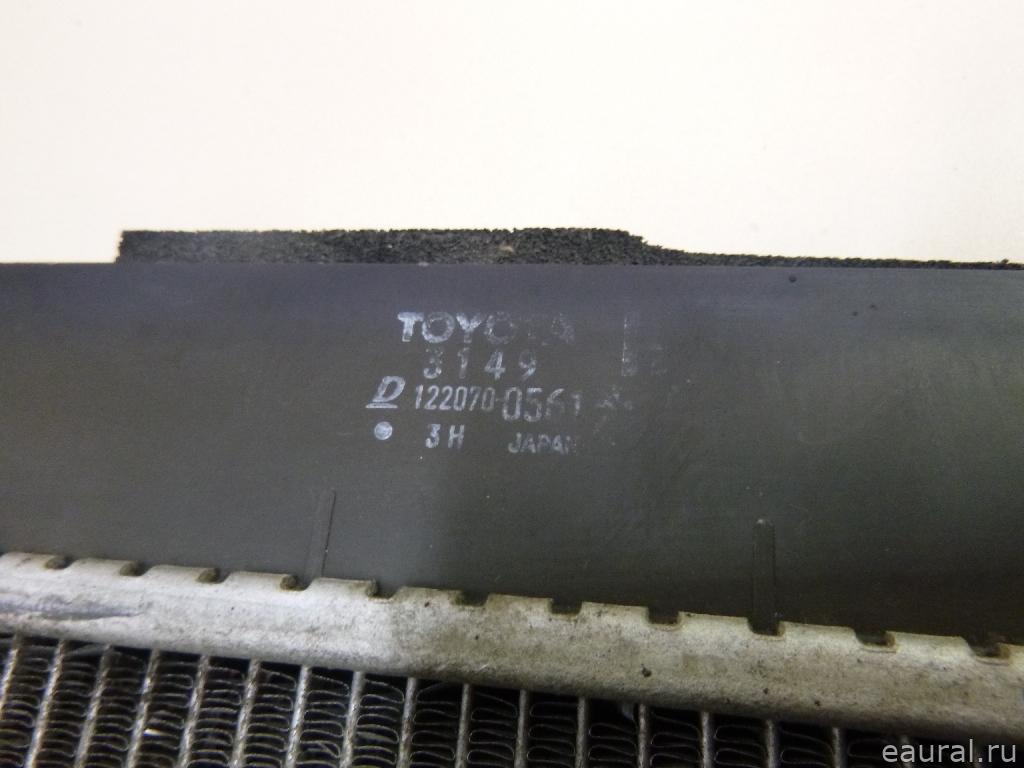 TOYOTA
3149
D 122070-0561
3H JAPAN
eaural.ru